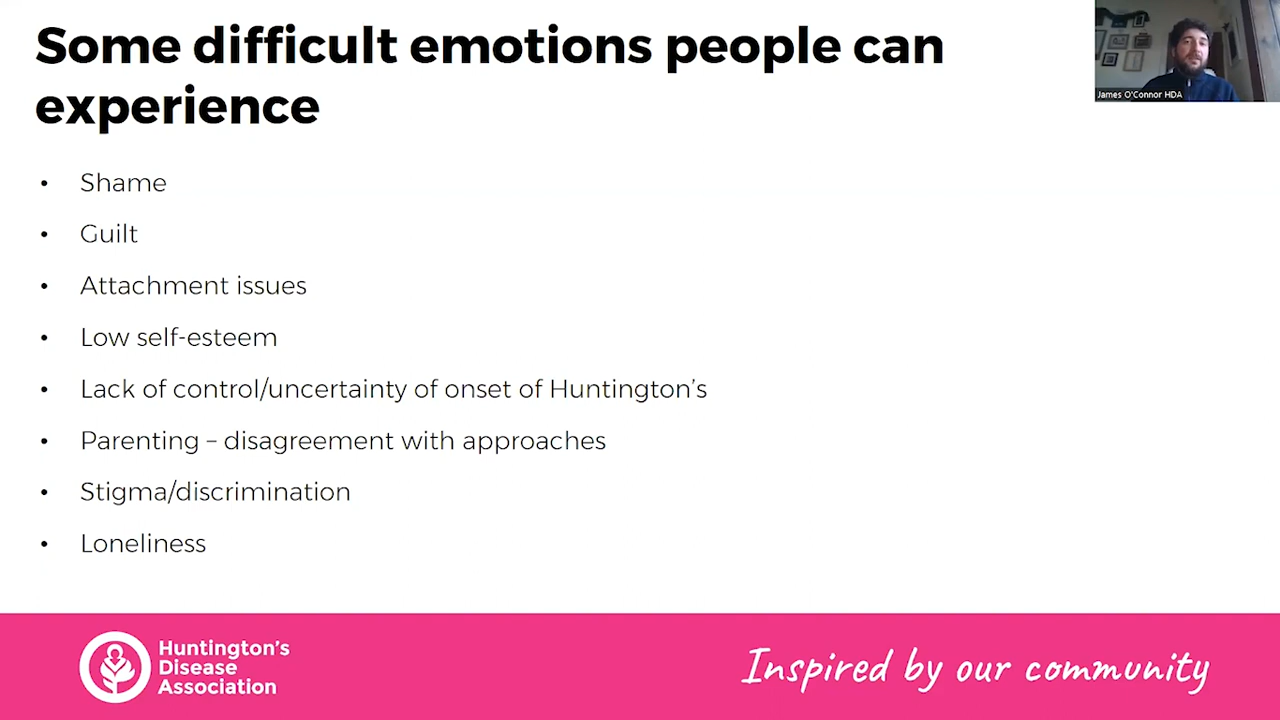 Some difficult emotions people can
experience
James O'Connor HDA
• Shame
• Guilt
• Attachment issues
• Low self-esteem
• Lack of control/uncertainty of onset of Huntington's
• Parenting – disagreement with approaches
• Stigma/discrimination
• Loneliness
Huntington's
Disease
Association
Inspired by our community